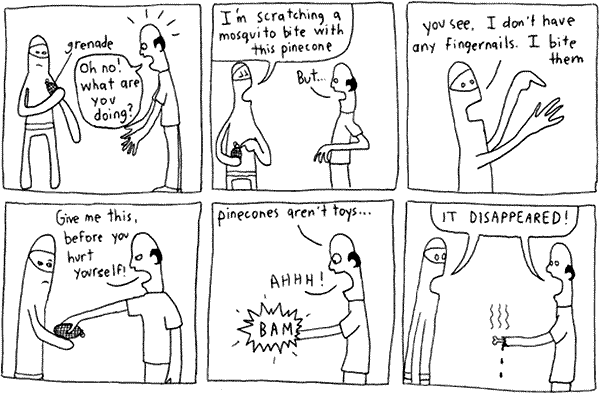 grenade
Oh no!
what are
you
doing?
I'm scratching a
mosquito bite with
this pinecone
But...
you see, I don't have
any fingernails. I bite
them
Give me this,
before you
hurt
yourself!
pinecones aren't toys...
AHHH!
BAM
IT DISAPPEARED!